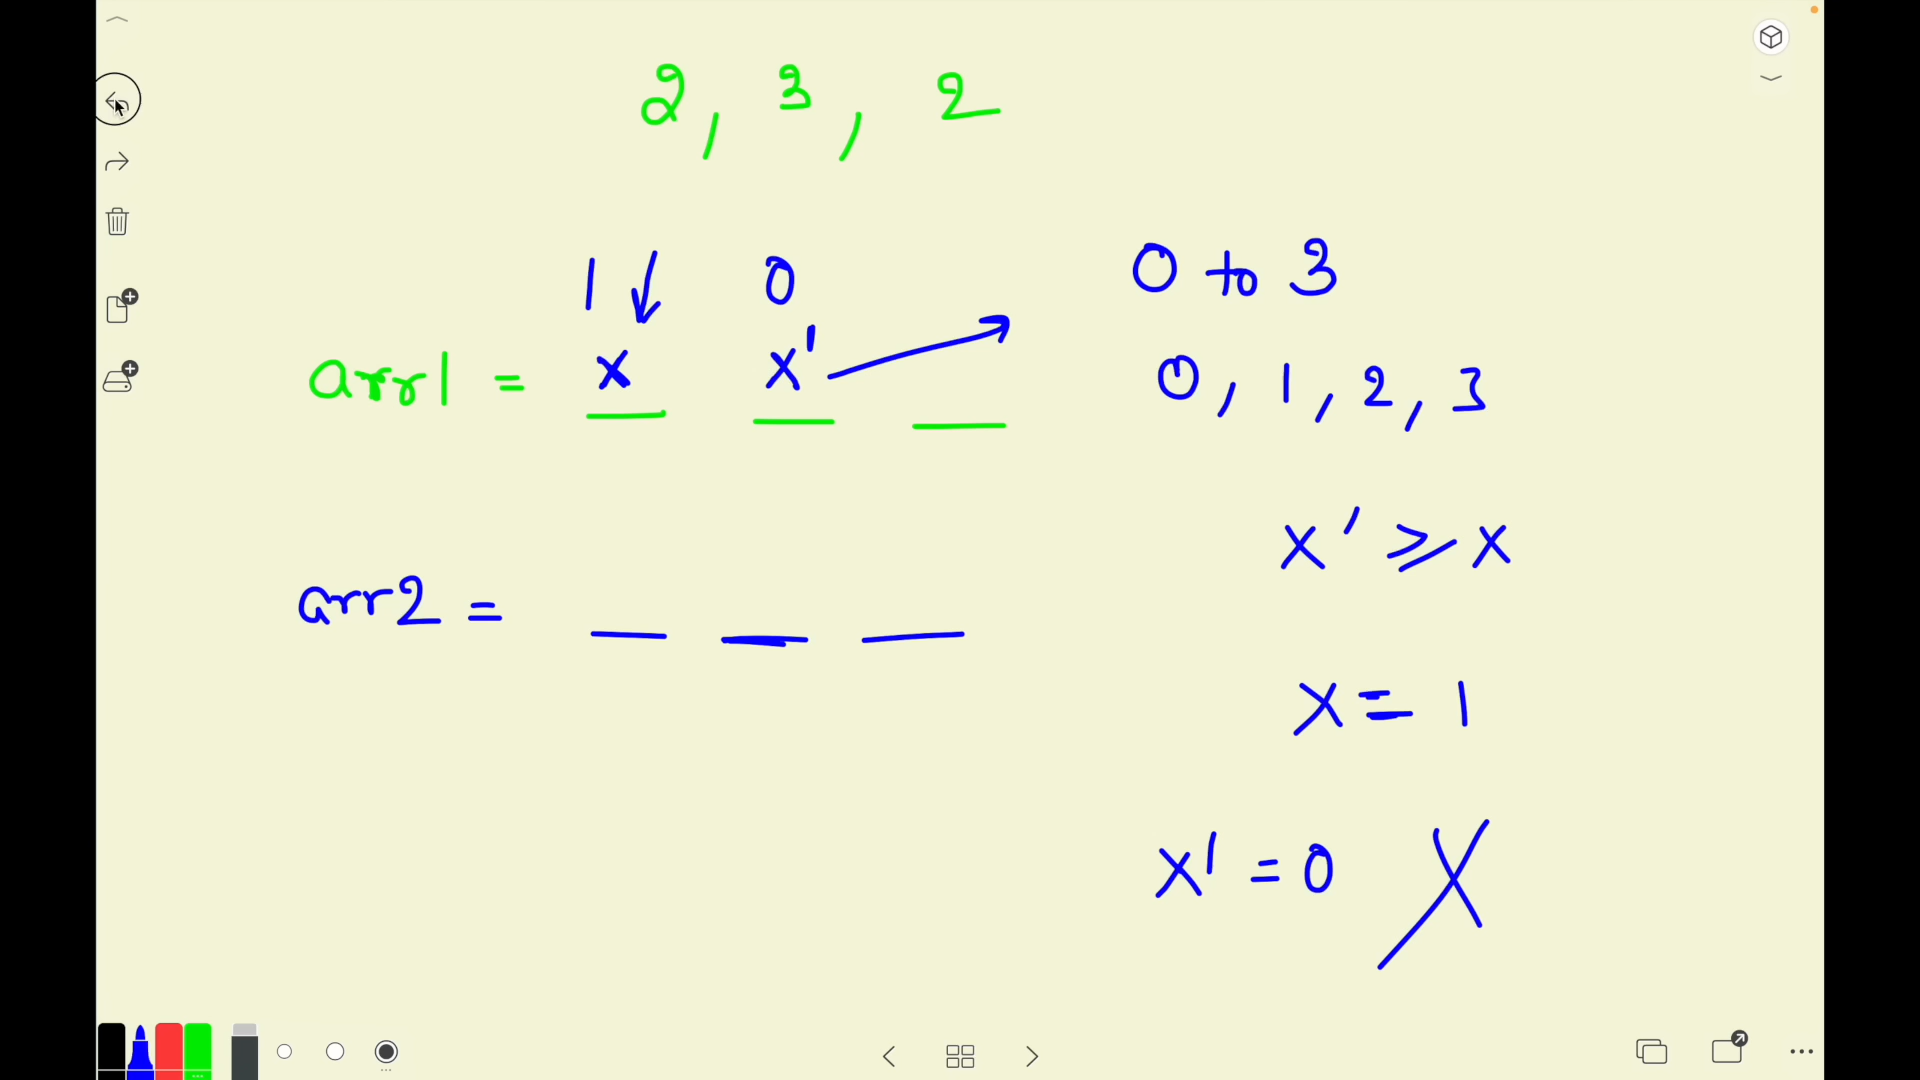 2, 3, 2
1 0
0 to 3
arr1 = x x'
0, 1, 2, 3
x' ⩾ x
arr2 =
x = 1
x' = 0 X